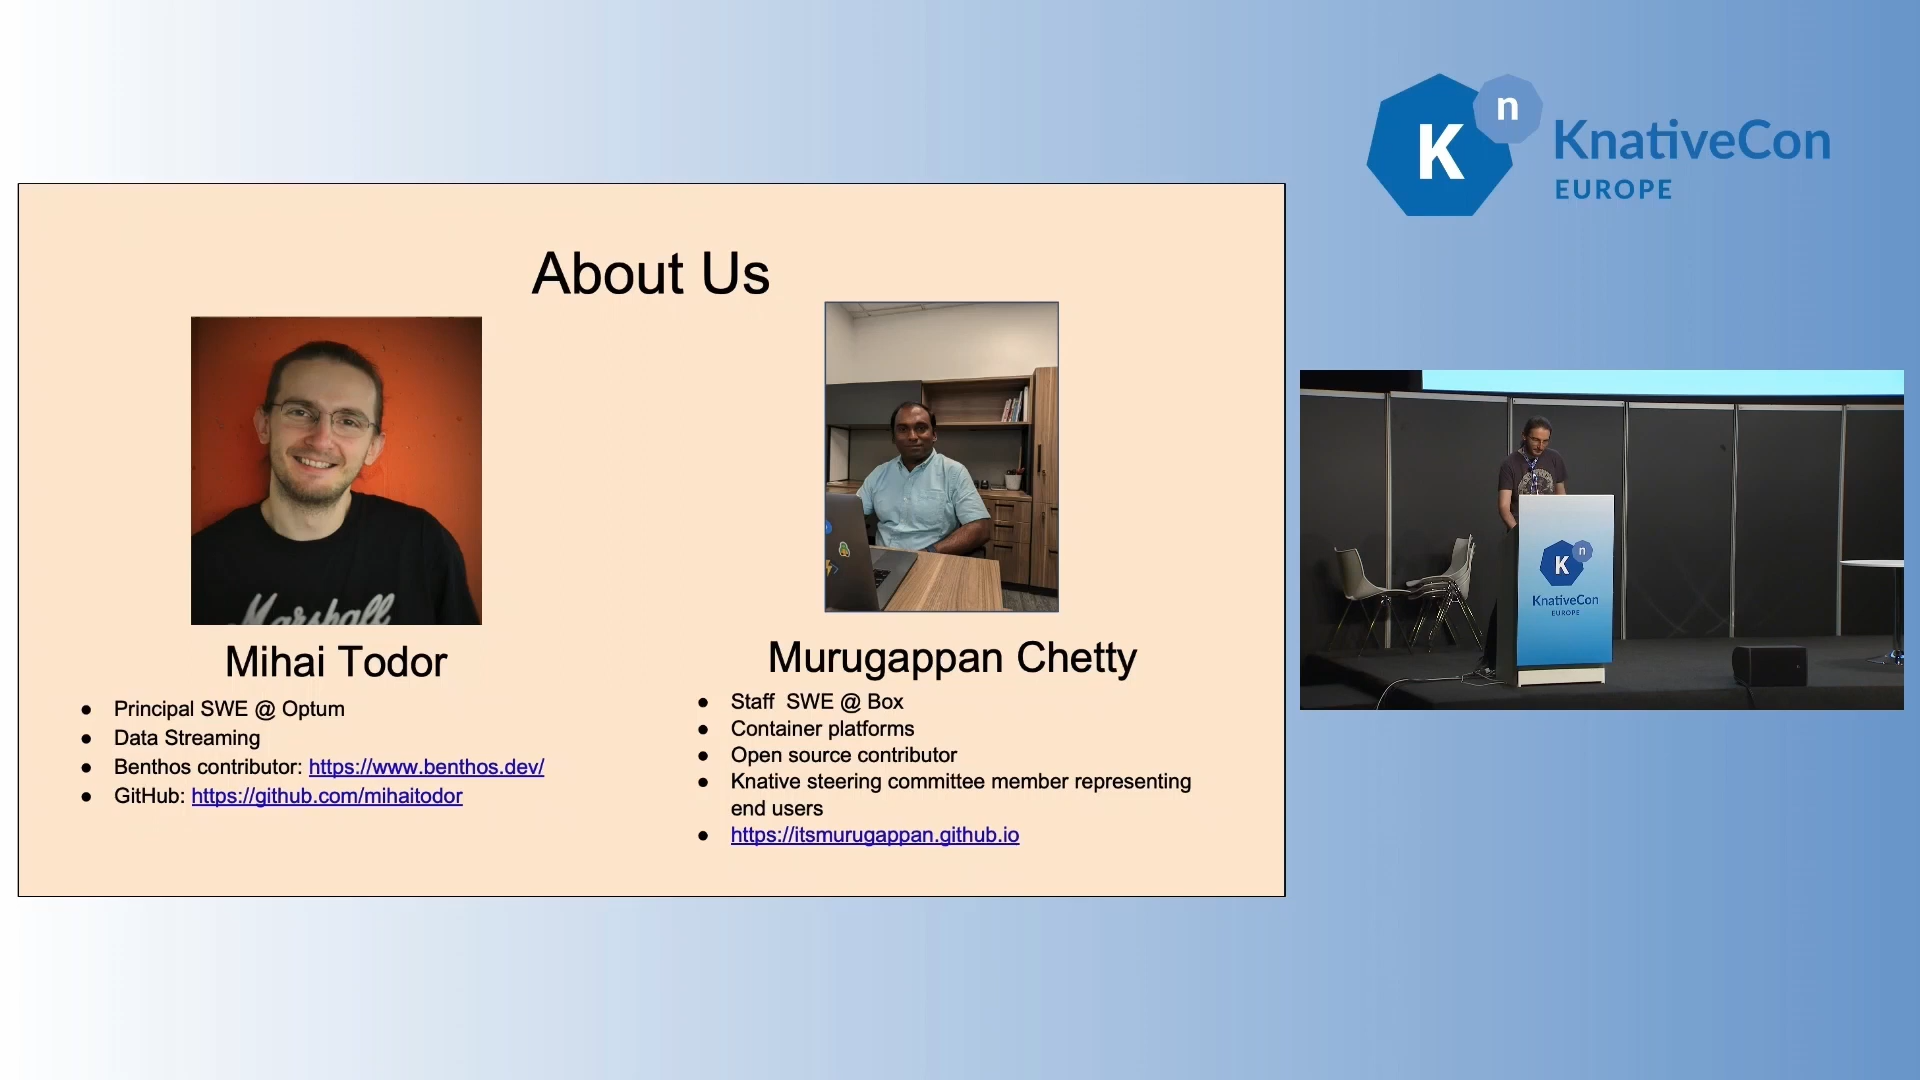 K
n
KnativeCon
EUROPE
About Us
Marshall
Mihai Todor
● Principal SWE @ Optum
● Data Streaming
● Benthos contributor: https://www.benthos.dev/
● GitHub: https://github.com/mihaitodor
Murugappan Chetty
● Staff  SWE @ Box
● Container platforms
● Open source contributor
● Knative steering committee member representing
end users
● https://itsmurugappan.github.io
K
n
KnativeCon
EUROPE